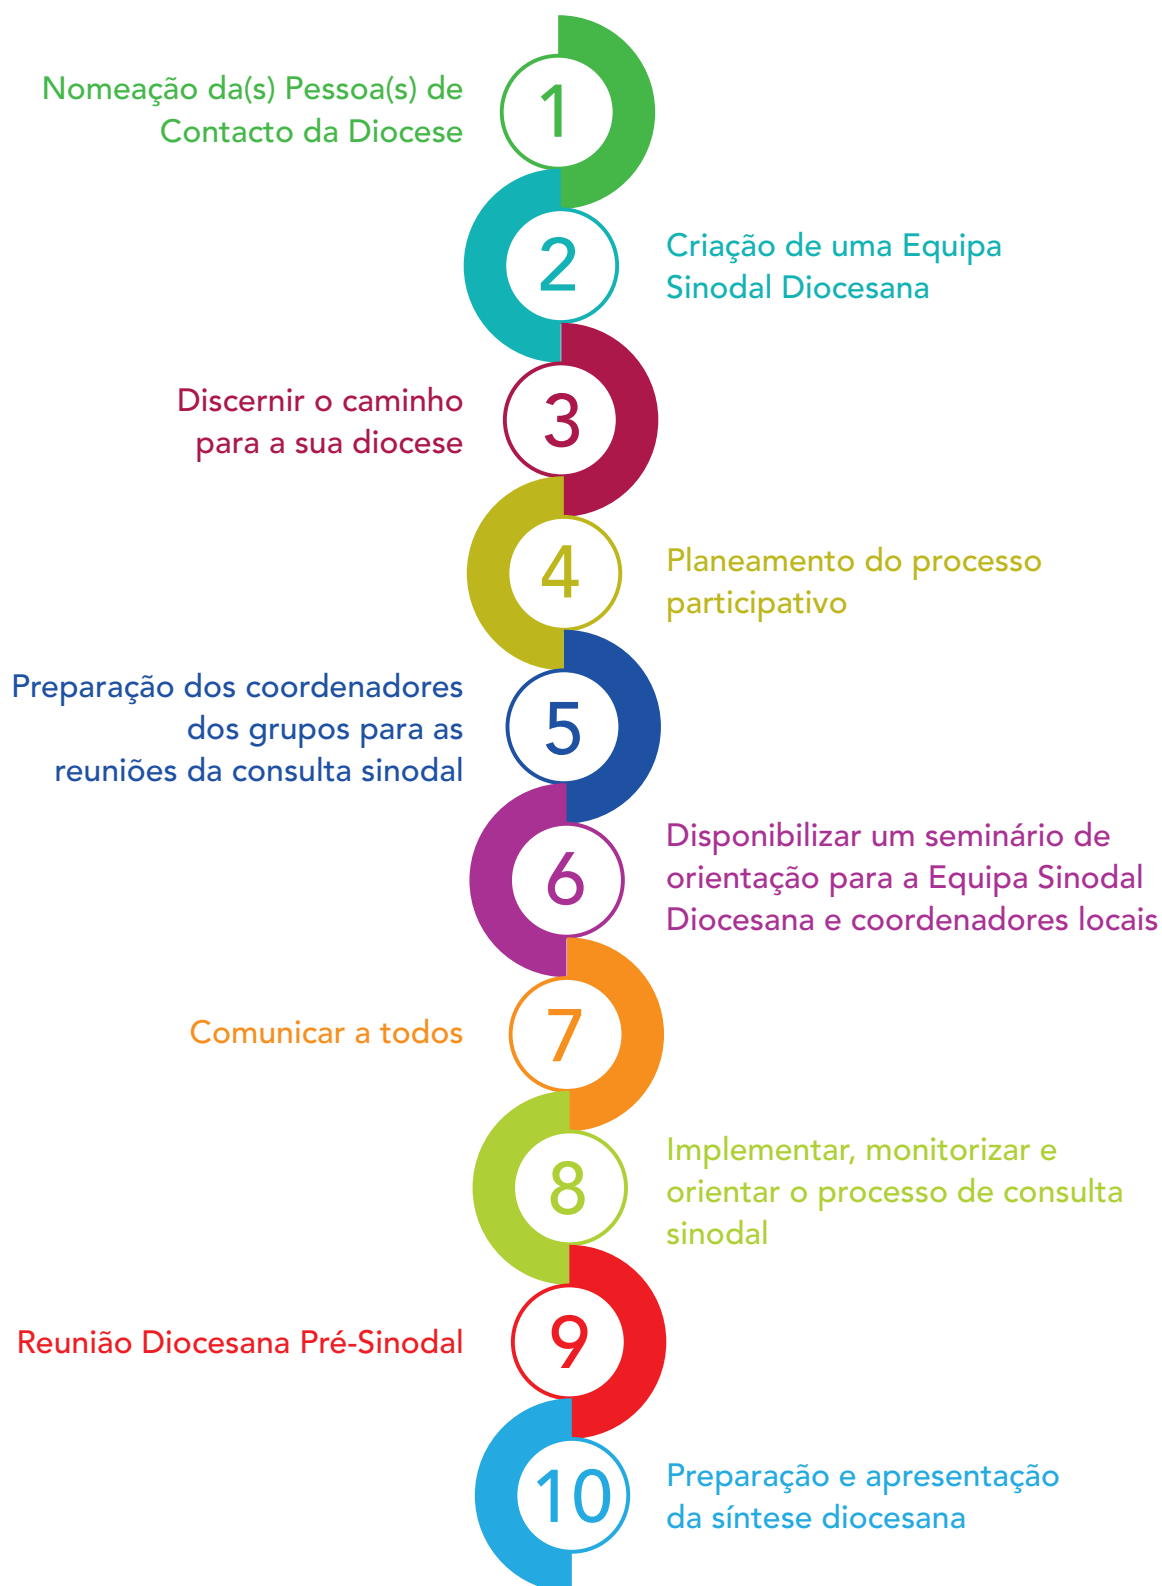 1
Nomeação da(s) Pessoa(s) de
Contacto da Diocese
2
Criação de uma Equipa
Sinodal Diocesana
3
Discernir o caminho
para a sua diocese
4
Planeamento do processo
participativo
5
Preparação dos coordenadores
dos grupos para as
reuniões da consulta sinodal
6
Disponibilizar um seminário de
orientação para a Equipa Sinodal
Diocesana e coordenadores locais
7
Comunicar a todos
8
Implementar, monitorizar e
orientar o processo de consulta
sinodal
9
Reunião Diocesana Pré-Sinodal
10
Preparação e apresentação
da síntese diocesana